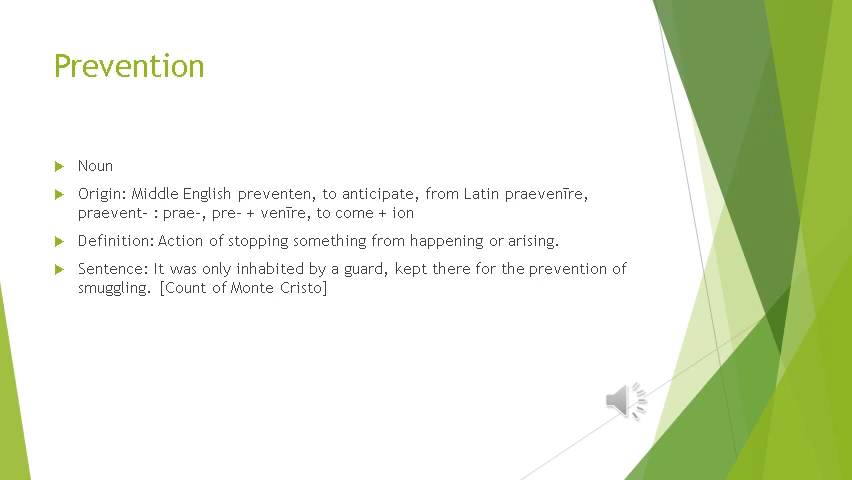 Prevention
Noun
Origin: Middle English preventen, to anticipate, from Latin praevenīre,
praevent- : prae-, pre- + venīre, to come + ion
Definition: Action of stopping something from happening or arising.
Sentence: It was only inhabited by a guard, kept there for the prevention of
smuggling. [Count of Monte Cristo]